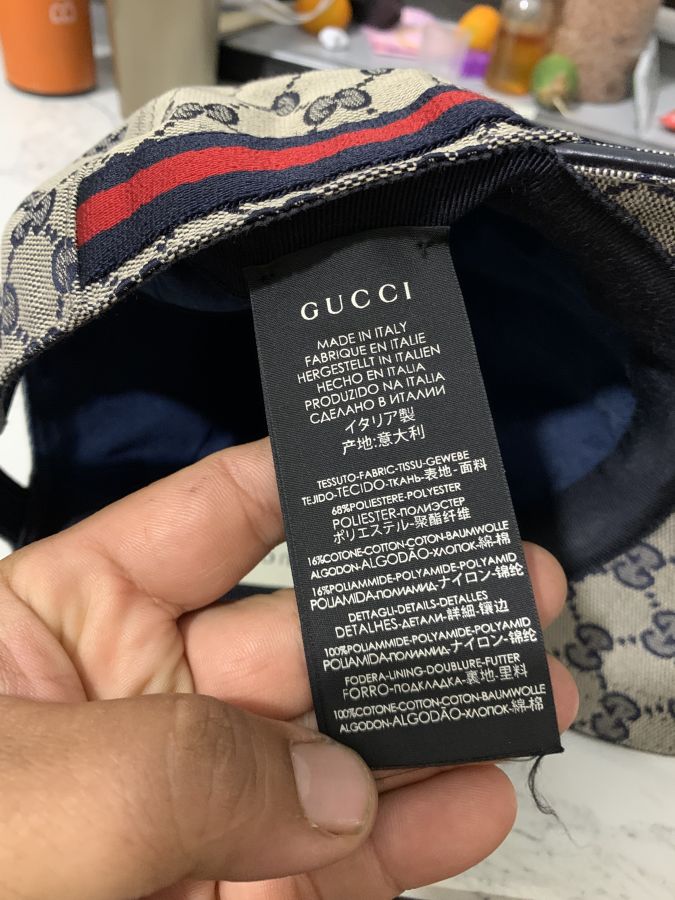 GUCCI
MADE IN ITALY
FABRIQUE EN ITALIE
HERGESTELLT IN ITALIEN
HECHO EN ITALIA
PRODUZIDO NA ITALIA
СДЕЛАНО В ИТАЛИИ
イタリア製
产地:意大利
TESSUTO-FABRIC-TISSU-GEWEBE
TEJIDO-TECIDO-ТКАНЬ-表地-面料
68%POLIESTERE-POLYESTER
POLIESTER-ПОЛИЭСТЕР
ポリエステル-聚酯纤维
16%COTONE-COTTON-COTON-BAUMWOLLE
ALGODON-ALGODÃO-ХЛОПОК-綿-棉
16%POLIAMMIDE-POLYAMIDE-POLYAMID
POLIAMIDA-ПОЛИАМИД-ナイロン-锦纶
DETTAGLI-DETAILS-DETALLES
DETALHES-ДЕТАЛИ-詳細-镶边
100%POLIAMMIDE-POLYAMIDE-POLYAMID
POLIAMIDA-ПОЛИАМИД-ナイロン-锦纶
FODERA-LINING-DOUBLURE-FUTTER
FORRO-ПОДКЛАДКА-裏地-里料
100%COTONE-COTTON-COTON-BAUMWOLLE
ALGODON-ALGODÃO-ХЛОПОК-綿-棉